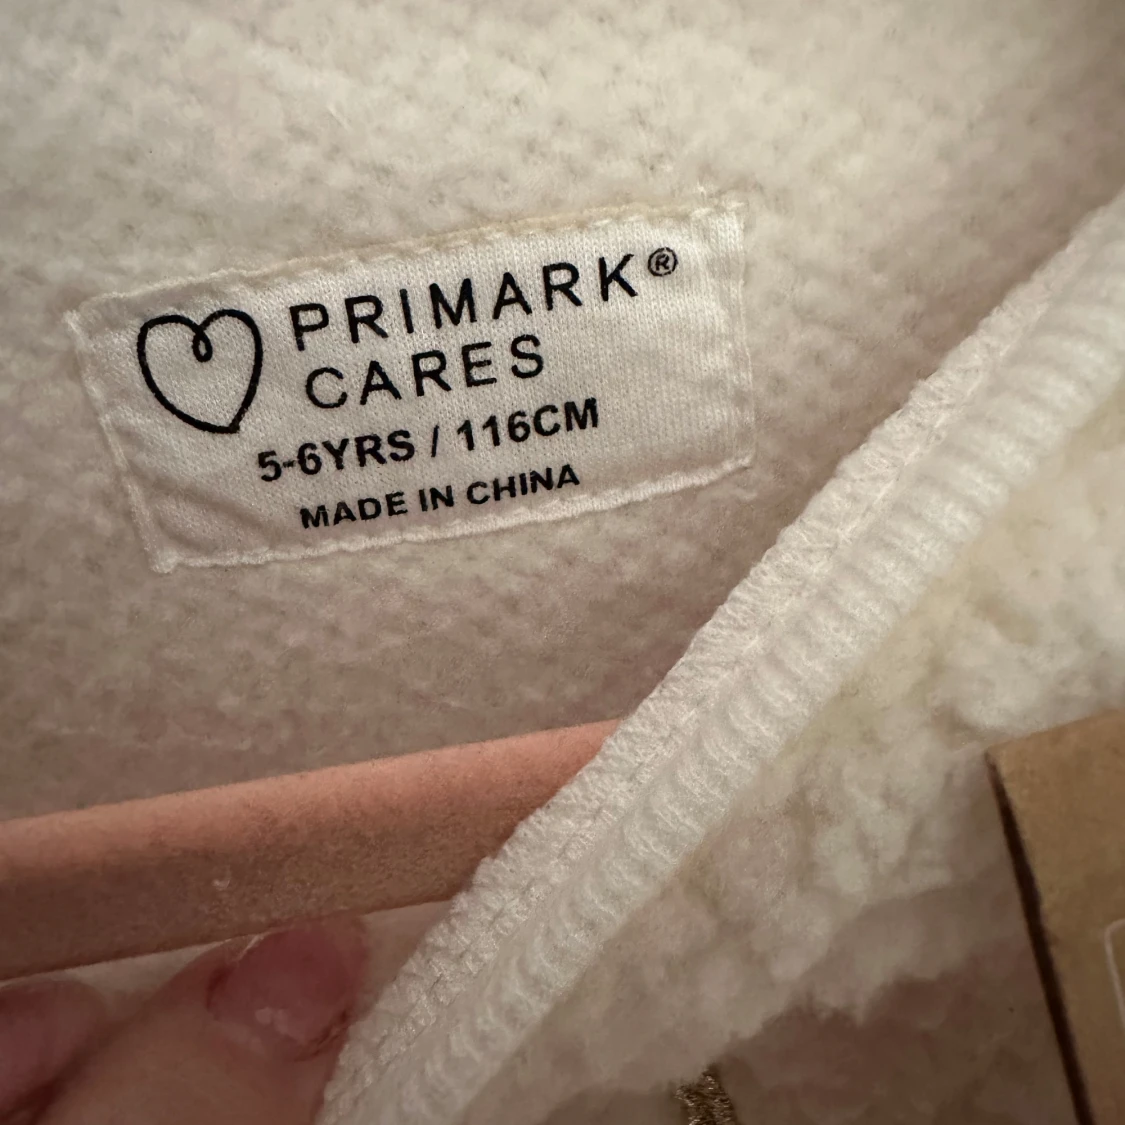 PRIMARK®
CARES
5-6YRS / 116CM
MADE IN CHINA